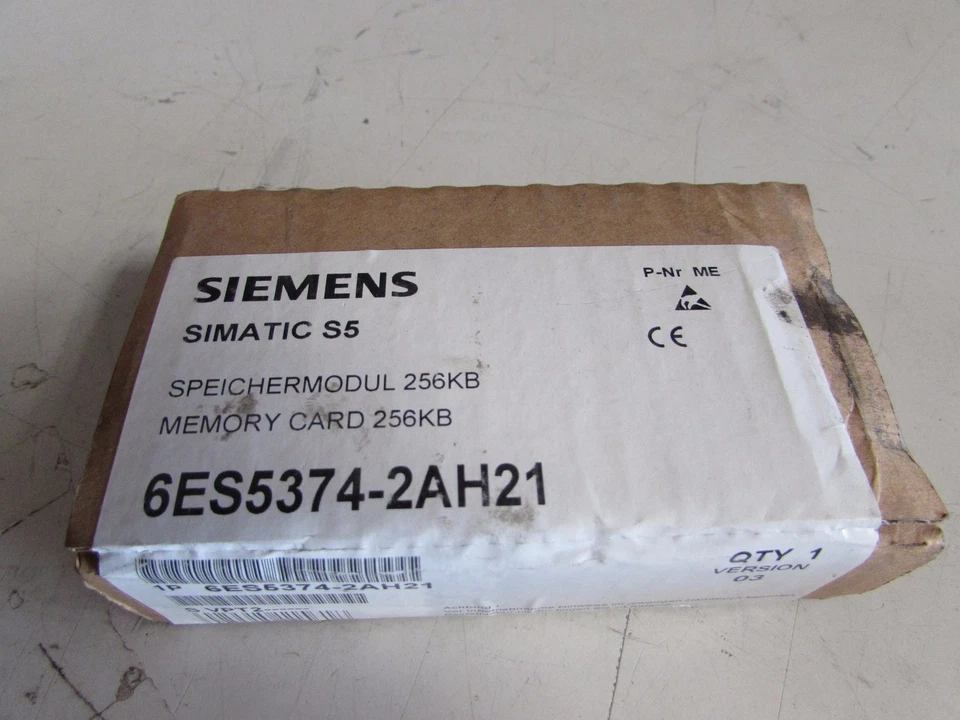 SIEMENS
P-Nr ME
SIMATIC S5
CE
SPEICHERMODUL 256KB
MEMORY CARD 256KB
6ES5374-2AH21
QTY 1
VERSION
03
1P 6ES5374-2AH21